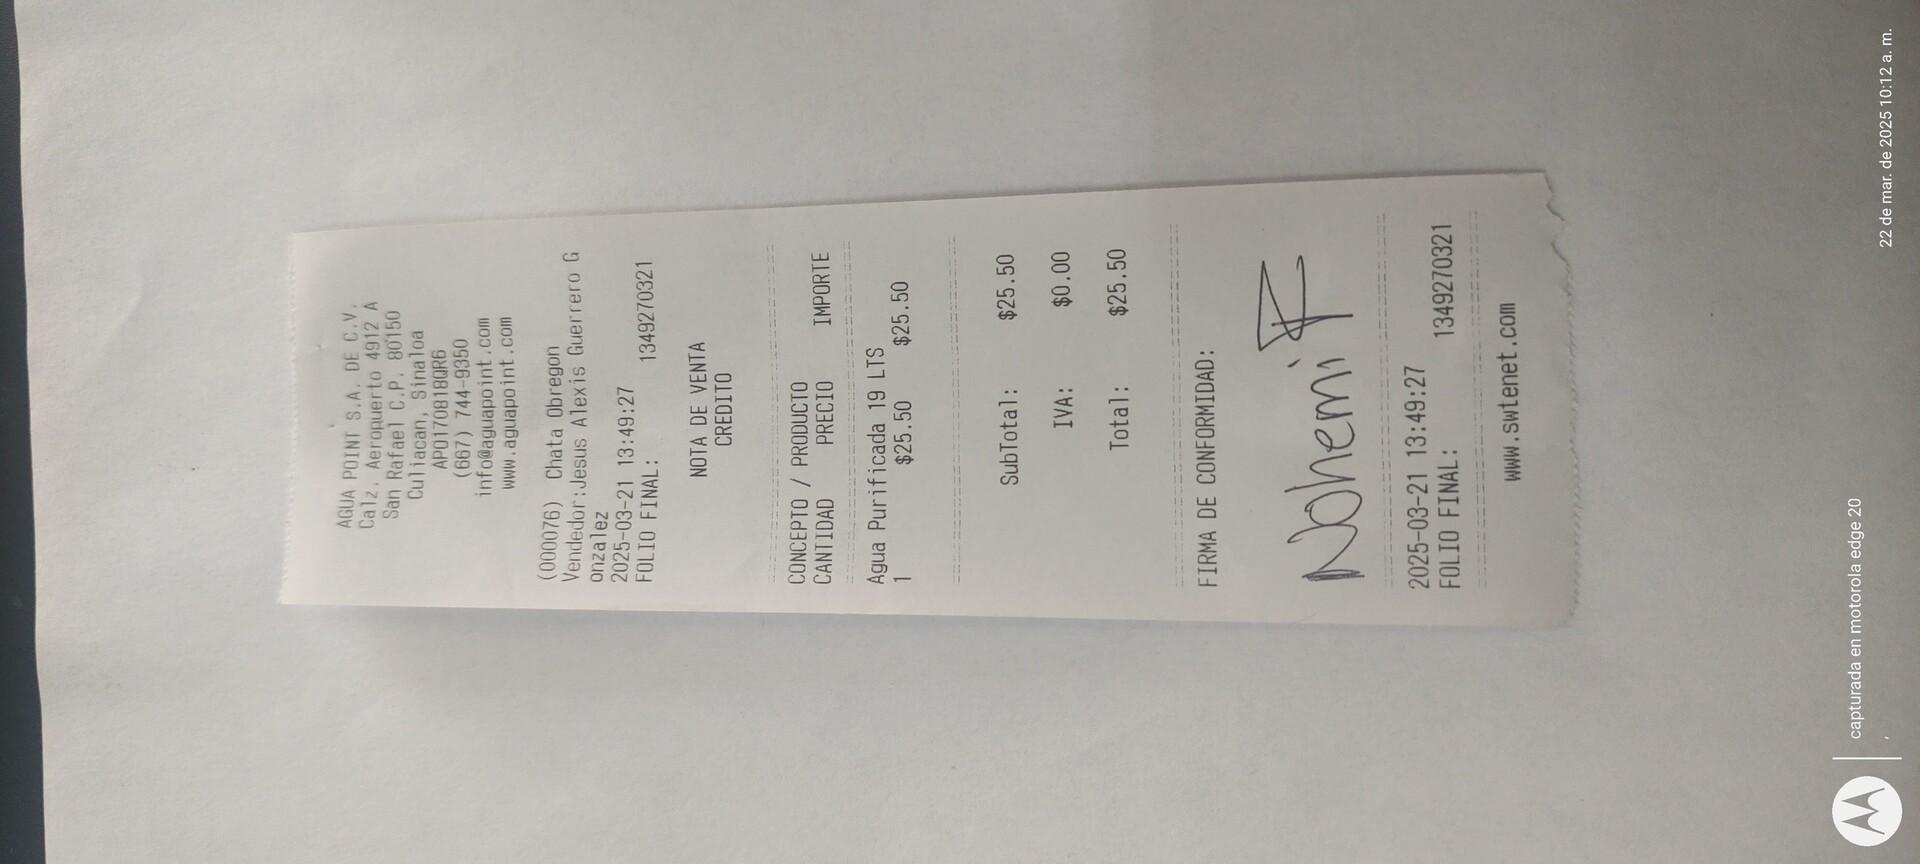 AGUA POINT S.A. DE C.V.
Calz. Aeropuerto 4912 A
San Rafael C.P. 80150
Culiacan, Sinaloa
APO170818QR6
(667) 744-9350
info@aguapoint.com
www.aguapoint.com
(000076) Chata Obregon
Vendedor:Jesus Alexis Guerrero G
onzalez
2025-03-21 13:49:27
FOLIO FINAL: 1349270321
NOTA DE VENTA
CREDITO
CONCEPTO / PRODUCTO
CANTIDAD PRECIO IMPORTE
Agua Purificada 19 LTS
1 $25.50 $25.50
SubTotal: $25.50
IVA: $0.00
Total: $25.50
FIRMA DE CONFORMIDAD:
Nohemi
2025-03-21 13:49:27
FOLIO FINAL: 1349270321
www.swtenet.com
capturada en motorola edge 20
22 de mar. de 2025 10:12 a. m.